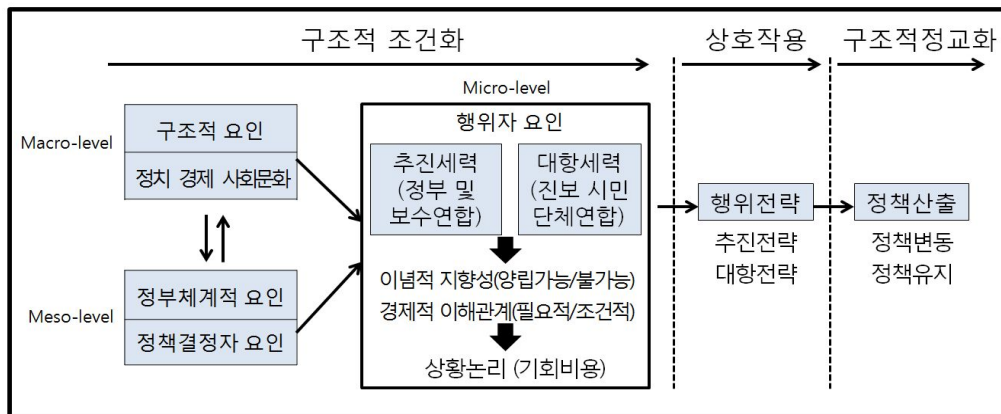 구조적 조건화
상호작용
구조적정교화
Micro-level
Macro-level
구조적 요인
정치 경제 사회문화
Meso-level
정부체계적 요인
정책결정자 요인
행위자 요인
추진세력
(정부 및
보수연합)
대항세력
(진보 시민
단체연합)
이념적 지향성(양립가능/불가능)
경제적 이해관계(필요적/조건적)
상황논리 (기회비용)
행위전략
추진전략
대항전략
정책산출
정책변동
정책유지